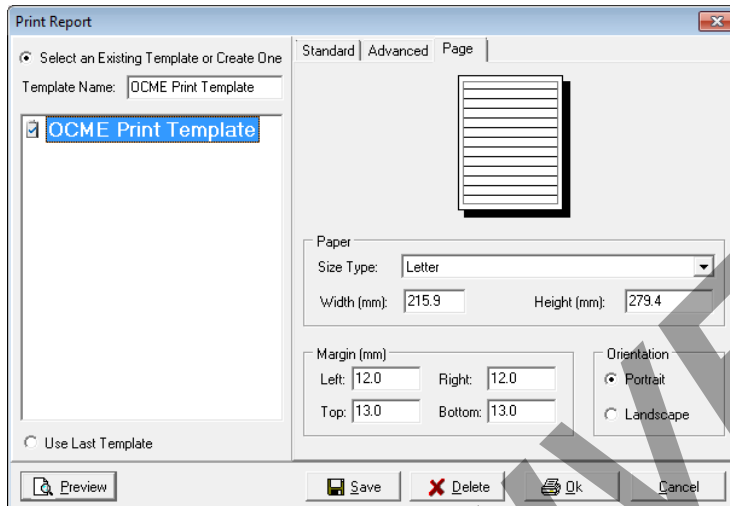 Print Report
Select an Existing Template or Create One
Template Name: OCME Print Template
OCME Print Template
Use Last Template
Standard Advanced Page
Paper
Size Type: Letter
Width (mm): 215.9 Height (mm): 279.4
Margin (mm)
Left: 12.0 Right: 12.0
Top: 13.0 Bottom: 13.0
Orientation
Portrait
Landscape
Preview Save Delete Ok Cancel